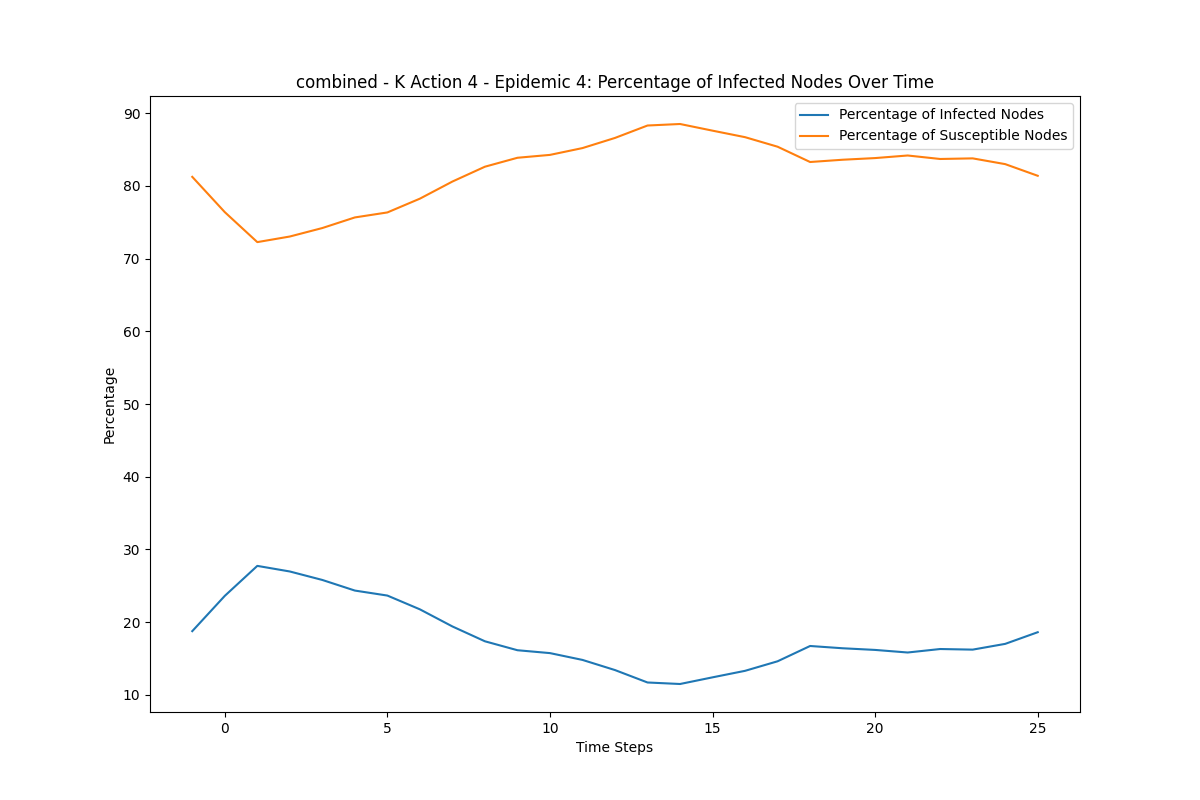 combined - K Action 4 - Epidemic 4: Percentage of Infected Nodes Over Time
Percentage of Infected Nodes
Percentage of Susceptible Nodes
90
80
70
60
50
40
30
20
10
Percentage
0 5 10 15 20 25
Time Steps